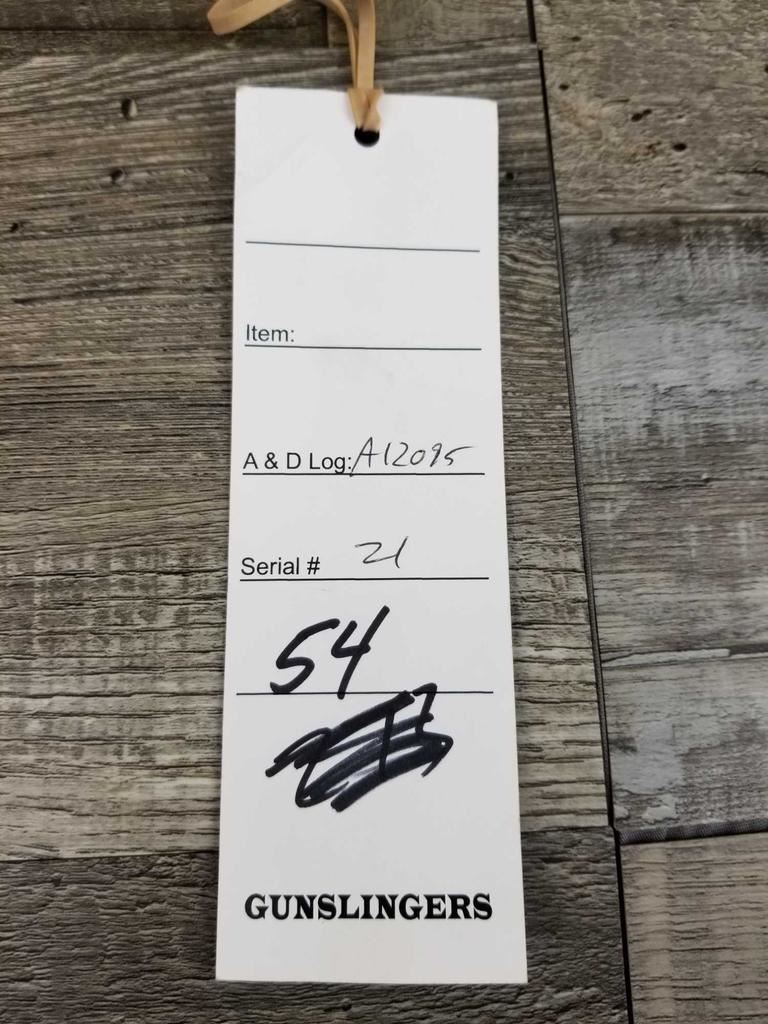 Item:
A & D Log: A12095
Serial # 21
54
GUNSLINGERS